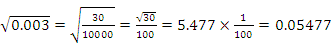 √0.003 = √(30/10000) = √30/100 = 5.477 × 1/100 = 0.05477